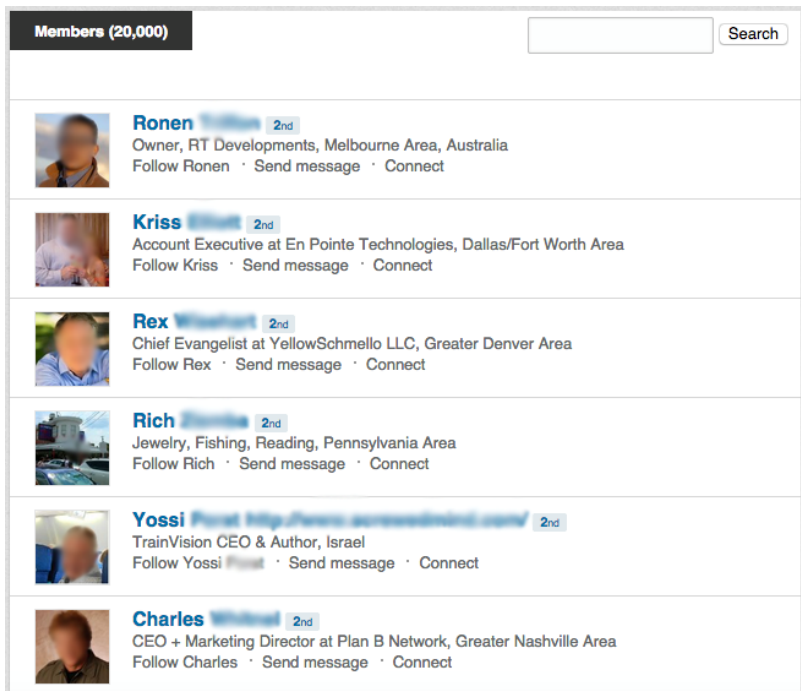 Members (20,000)
Search
Ronen 2nd
Owner, RT Developments, Melbourne Area, Australia
Follow Ronen · Send message · Connect
Kriss 2nd
Account Executive at En Pointe Technologies, Dallas/Fort Worth Area
Follow Kriss · Send message · Connect
Rex 2nd
Chief Evangelist at YellowSchmello LLC, Greater Denver Area
Follow Rex · Send message · Connect
Rich 2nd
Jewelry, Fishing, Reading, Pennsylvania Area
Follow Rich · Send message · Connect
Yossi 2nd
TrainVision CEO & Author, Israel
Follow Yossi · Send message · Connect
Charles 2nd
CEO + Marketing Director at Plan B Network, Greater Nashville Area
Follow Charles · Send message · Connect